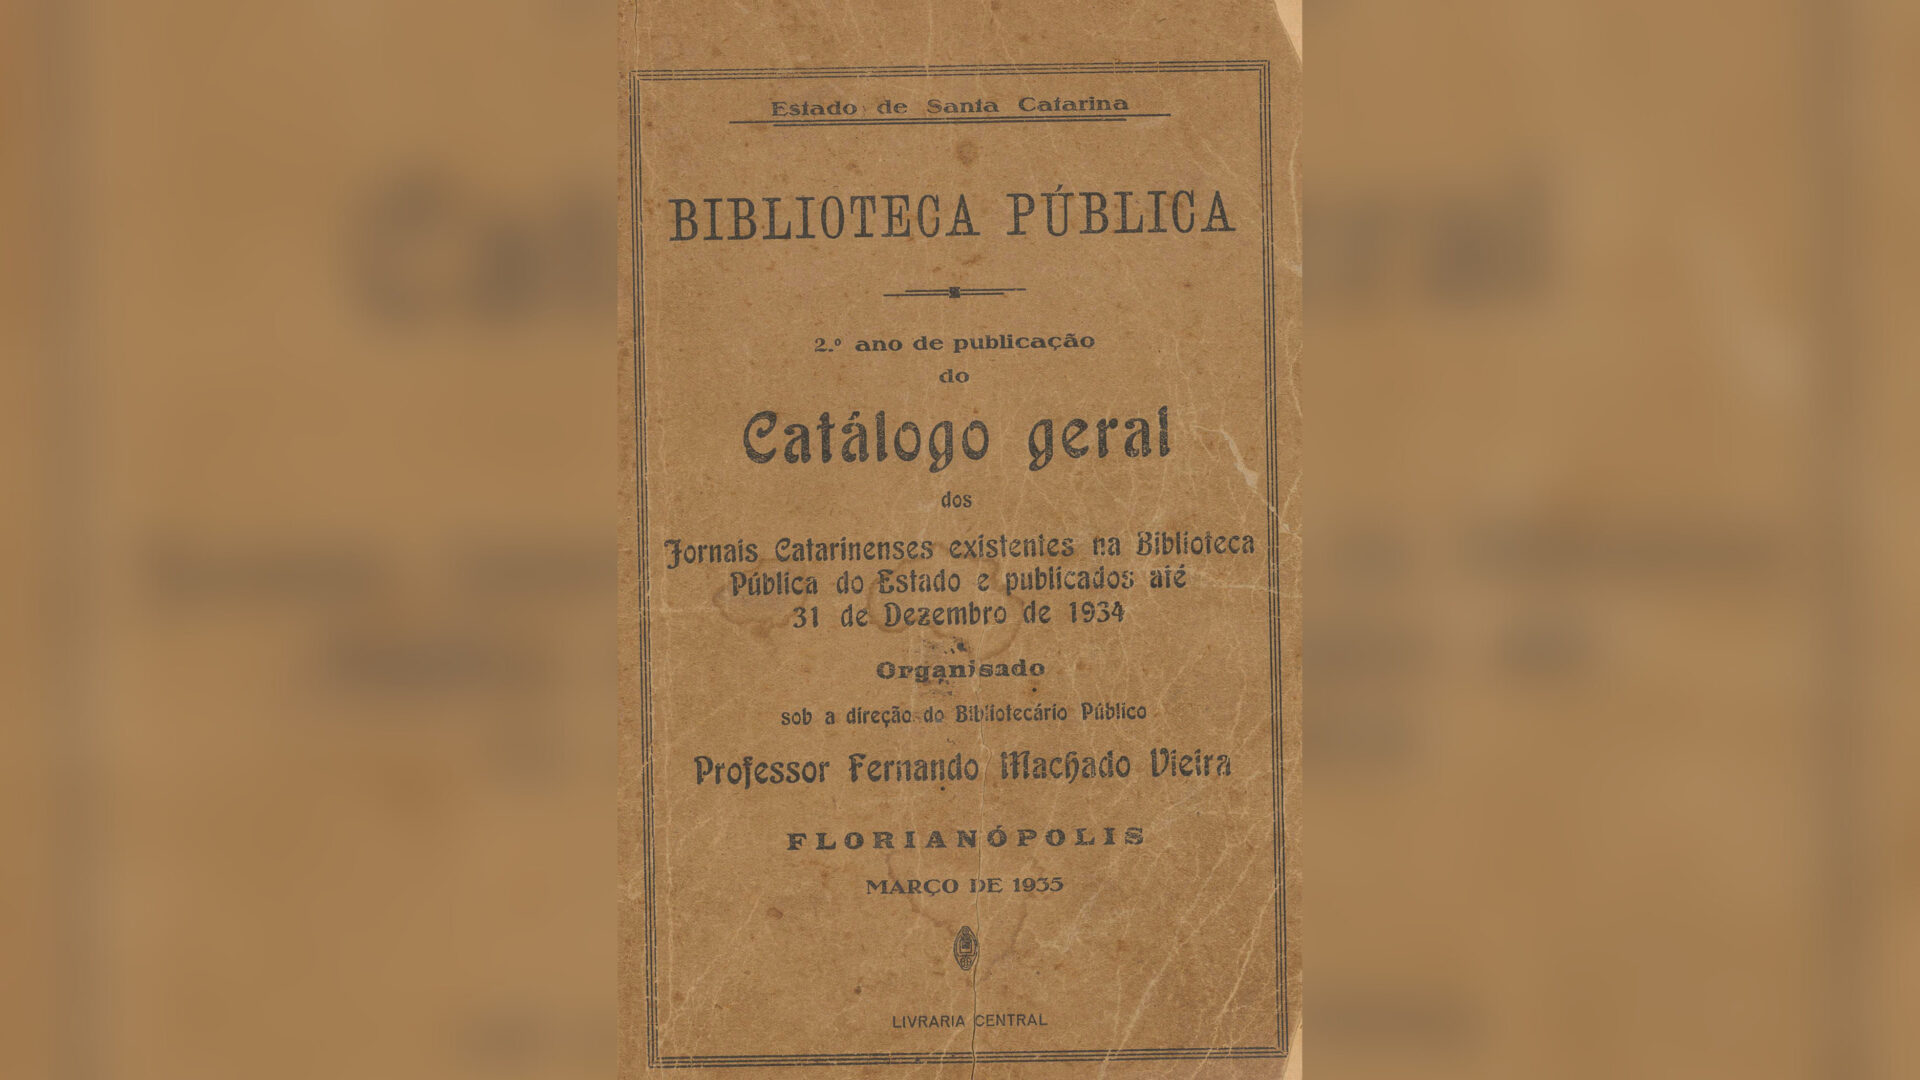 Estado de Santa Catarina
BIBLIOTECA PÚBLICA
2.º ano de publicação
do
Catálogo geral
dos
Jornais Catarinenses existentes na Biblioteca
Pública do Estado e publicados até
31 de Dezembro de 1934
Organisado
sob a direção do Bibliotecário Público
Professor Fernando Machado Vieira
FLORIANÓPOLIS
MARÇO DE 1935
LIVRARIA CENTRAL